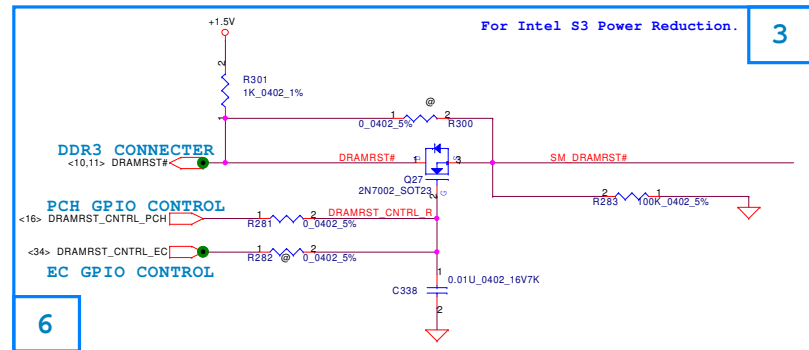 +1.5V
For Intel S3 Power Reduction.
3
2
R301
1K_0402_1%
1
@
1
2
0_0402_5%
R300
DDR3 CONNECTER
<10,11> DRAMRST#
DRAMRST#
1
D
S
3
SM_DRAMRST#
Q27
2N7002_SOT23
2
G
R283
1
100K_0402_5%
PCH GPIO CONTROL
<16> DRAMRST_CNTRL_PCH
1
2
DRAMRST_CNTRL_R
R281
0_0402_5%
<34> DRAMRST_CNTRL_EC
1
2
R282
@
0_0402_5%
EC GPIO CONTROL
1
0.01U_0402_16V7K
C338
2
6